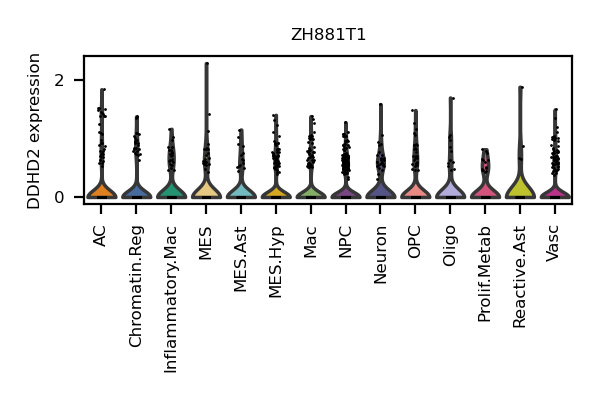 ZH881T1
DDHD2 expression
2
0
AC
Chromatin.Reg
Inflammatory.Mac
MES
MES.Ast
MES.Hyp
Mac
NPC
Neuron
OPC
Oligo
Prolif.Metab
Reactive.Ast
Vasc